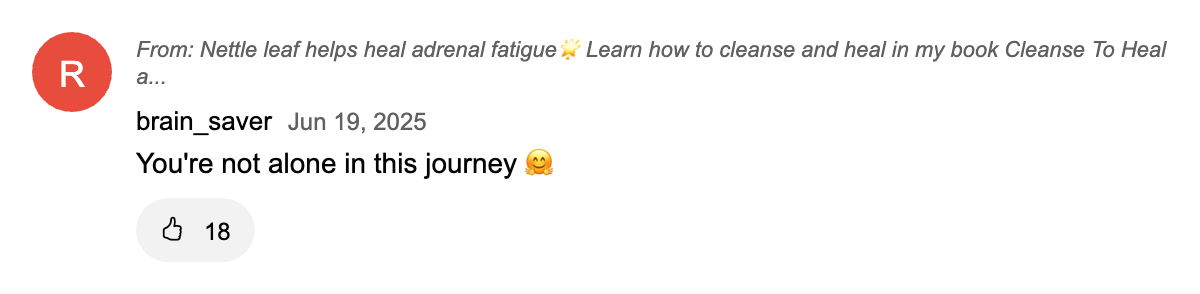 R
From: Nettle leaf helps heal adrenal fatigue🌟 Learn how to cleanse and heal in my book Cleanse To Heal
a...
brain_saver Jun 19, 2025
You're not alone in this journey 🤗
18